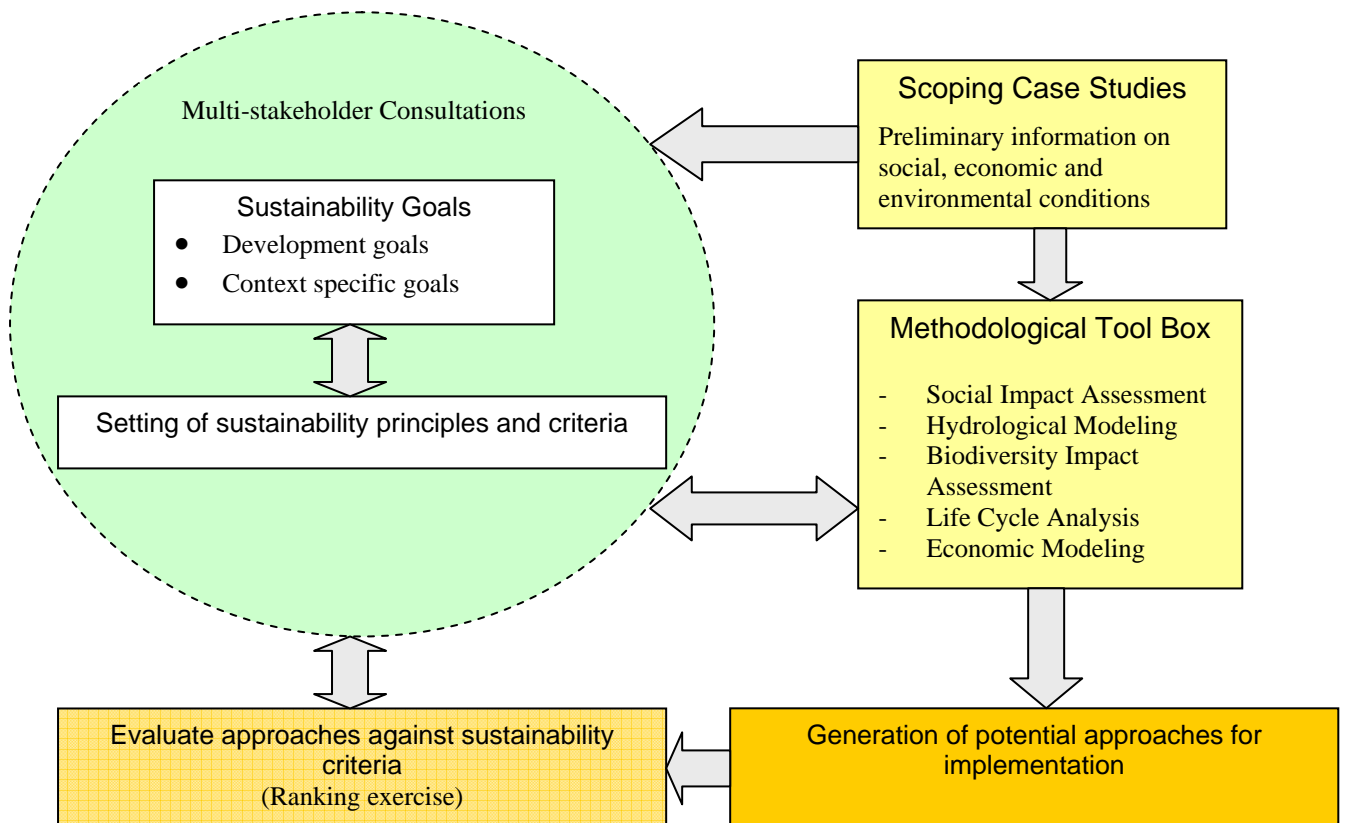 Multi-stakeholder Consultations
Sustainability Goals
● Development goals
● Context specific goals
Setting of sustainability principles and criteria
Scoping Case Studies
Preliminary information on
social, economic and
environmental conditions
Methodological Tool Box
- Social Impact Assessment
- Hydrological Modeling
- Biodiversity Impact
Assessment
- Life Cycle Analysis
- Economic Modeling
Evaluate approaches against sustainability
criteria
(Ranking exercise)
Generation of potential approaches for
implementation